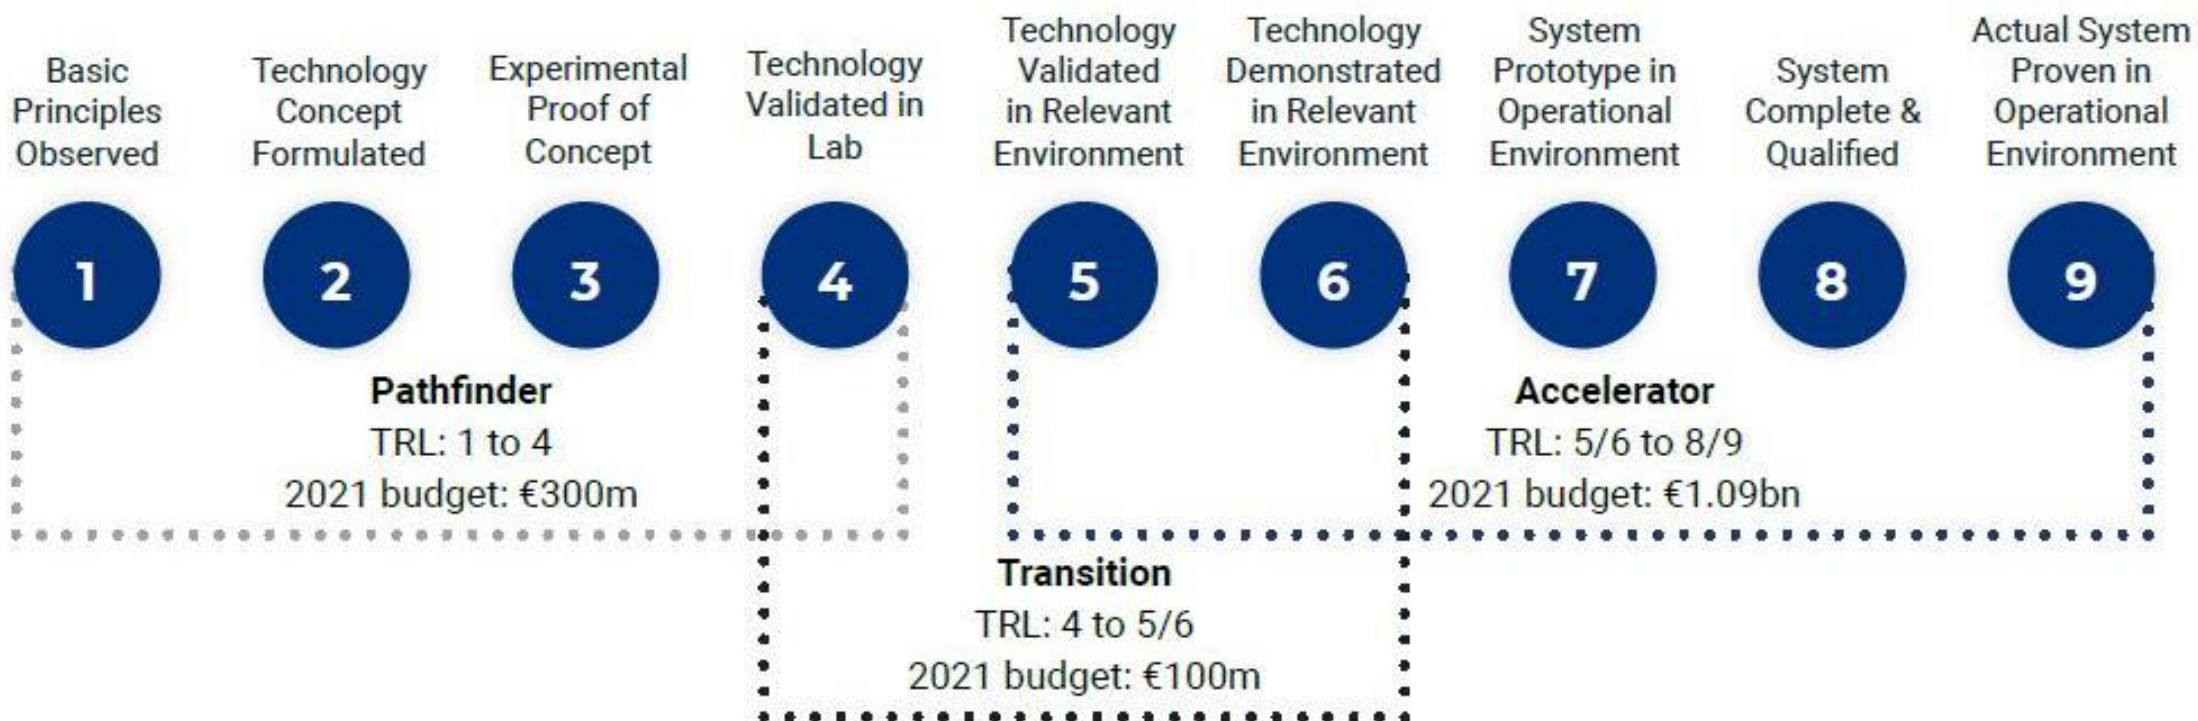 Basic
Principles
Observed
Technology
Concept
Formulated
Experimental
Proof of
Concept
Technology
Validated in
Lab
Technology
Validated
in Relevant
Environment
Technology
Demonstrated
in Relevant
Environment
System
Prototype in
Operational
Environment
System
Complete &
Qualified
Actual System
Proven in
Operational
Environment
1
2
3
4
5
6
7
8
9
Pathfinder
TRL: 1 to 4
2021 budget: €300m
Accelerator
TRL: 5/6 to 8/9
2021 budget: €1.09bn
Transition
TRL: 4 to 5/6
2021 budget: €100m